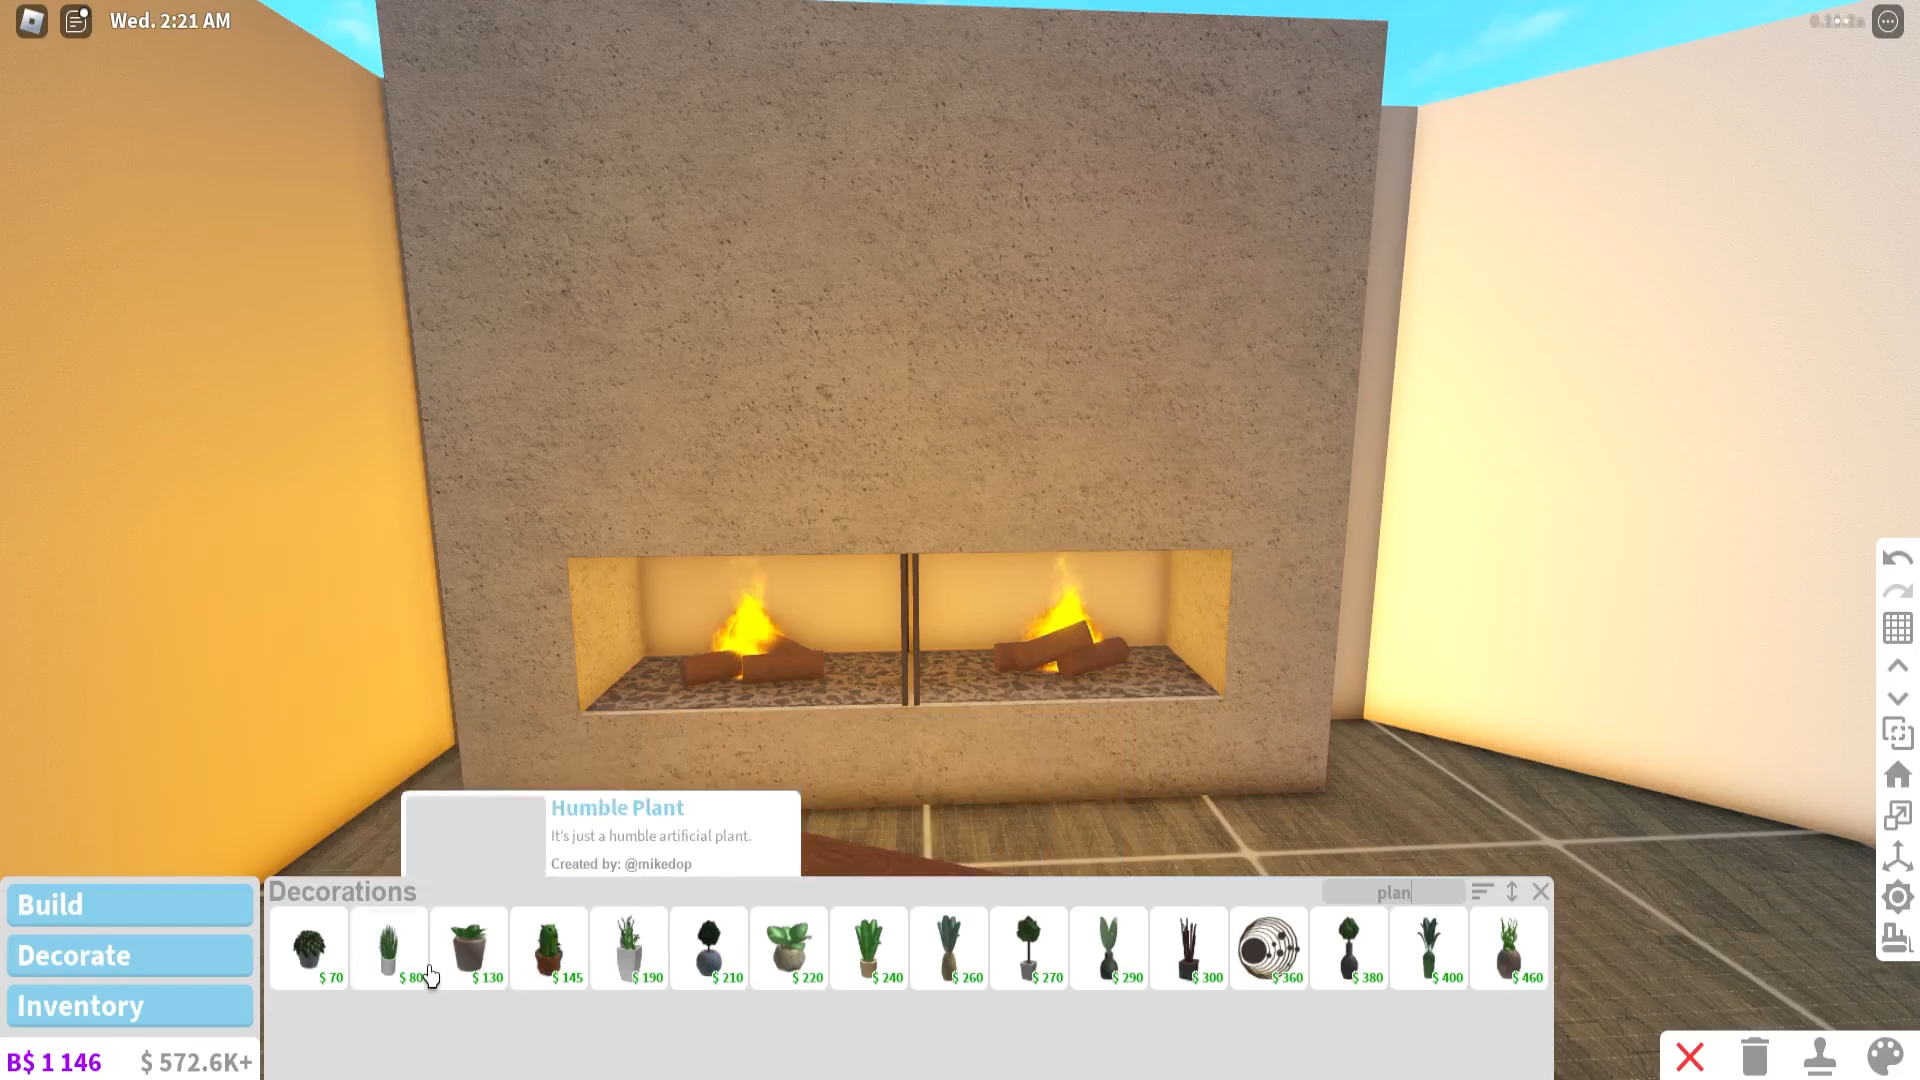 Wed. 2:21 AM
Humble Plant
It's just a humble artificial plant.
Created by: @mikedop
Decorations
plan
Build
Decorate
Inventory
$ 70
$ 80
$ 130
$ 145
$ 190
$ 210
$ 220
$ 240
$ 260
$ 270
$ 290
$ 300
$ 360
$ 380
$ 400
$ 460
B$ 1 146
$ 572.6K+